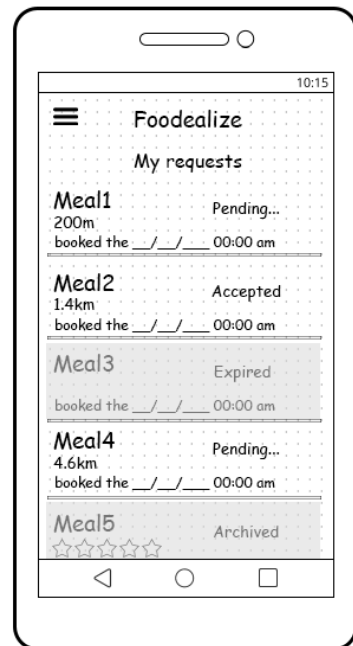 10:15
Foodealize
My requests
Meal1
Pending...
200m
booked the __/__/___ 00:00 am
Meal2
Accepted
1.4km
booked the __/__/___ 00:00 am
Meal3
Expired
booked the __/__/___ 00:00 am
Meal4
Pending...
4.6km
booked the __/__/___ 00:00 am
Meal5
Archived